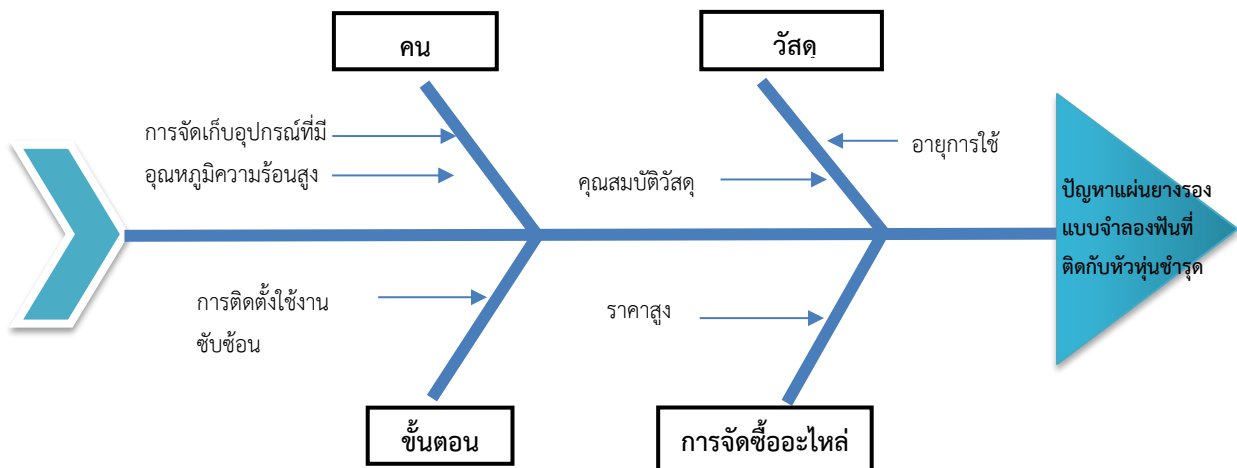 คน
วัสดุ
การจัดเก็บอุปกรณ์ที่มี
อุณหภูมิความร้อนสูง
อายุการใช้
คุณสมบัติวัสดุ
ปัญหาแผ่นยางรอง
แบบจำลองฟันที่
ติดกับหัวหุ่นชำรุด
การติดตั้งใช้งาน
ซับซ้อน
ราคาสูง
ขั้นตอน
การจัดซื้ออะไหล่